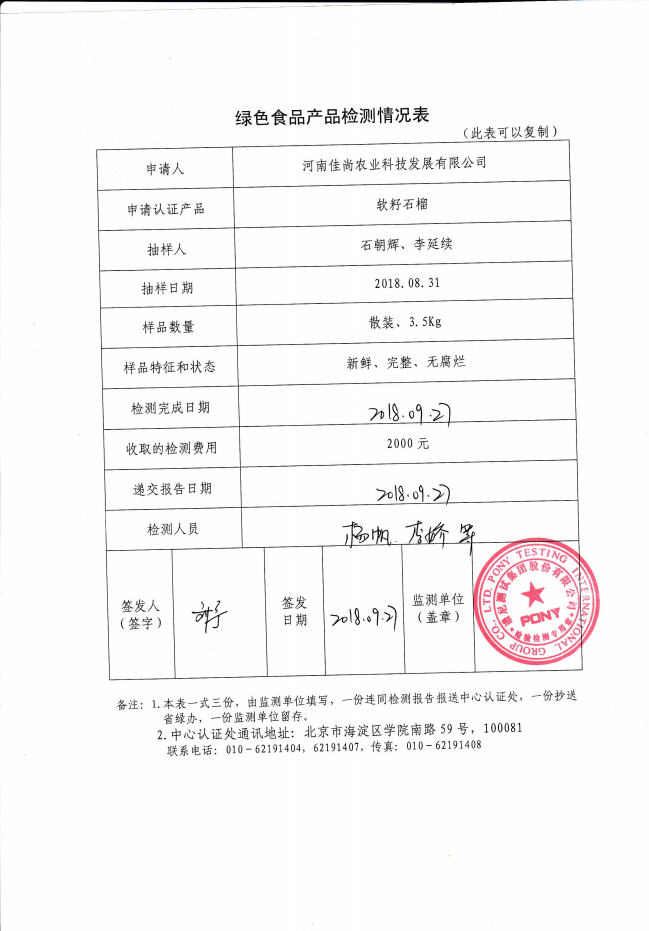 绿色食品产品检测情况表
（此表可以复制）
申请人 河南佳尚农业科技发展有限公司
申请认证产品 软籽石榴
抽样人 石朝辉、李延续
抽样日期 2018.08.31
样品数量 散装、3.5Kg
样品特征和状态 新鲜、完整、无腐烂
检测完成日期 2018.09.27
收取的检测费用 2000 元
递交报告日期 2018.09.27
检测人员 杨帆 李娇 等
签发人
（签字）
签发
日期
2018.09.27
监测单位
（盖章）
PONY TESTING INTERNATIONAL GROUP CO., LTD.
谱尼测试集团股份有限公司
PONY
检验检测专用章
备注：1.本表一式三份，由监测单位填写，一份连同检测报告报送中心认证处，一份抄送
省绿办，一份监测单位留存。
2.中心认证处通讯地址：北京市海淀区学院南路 59 号，100081
联系电话：010－62191404，62191407，传真：010－62191408